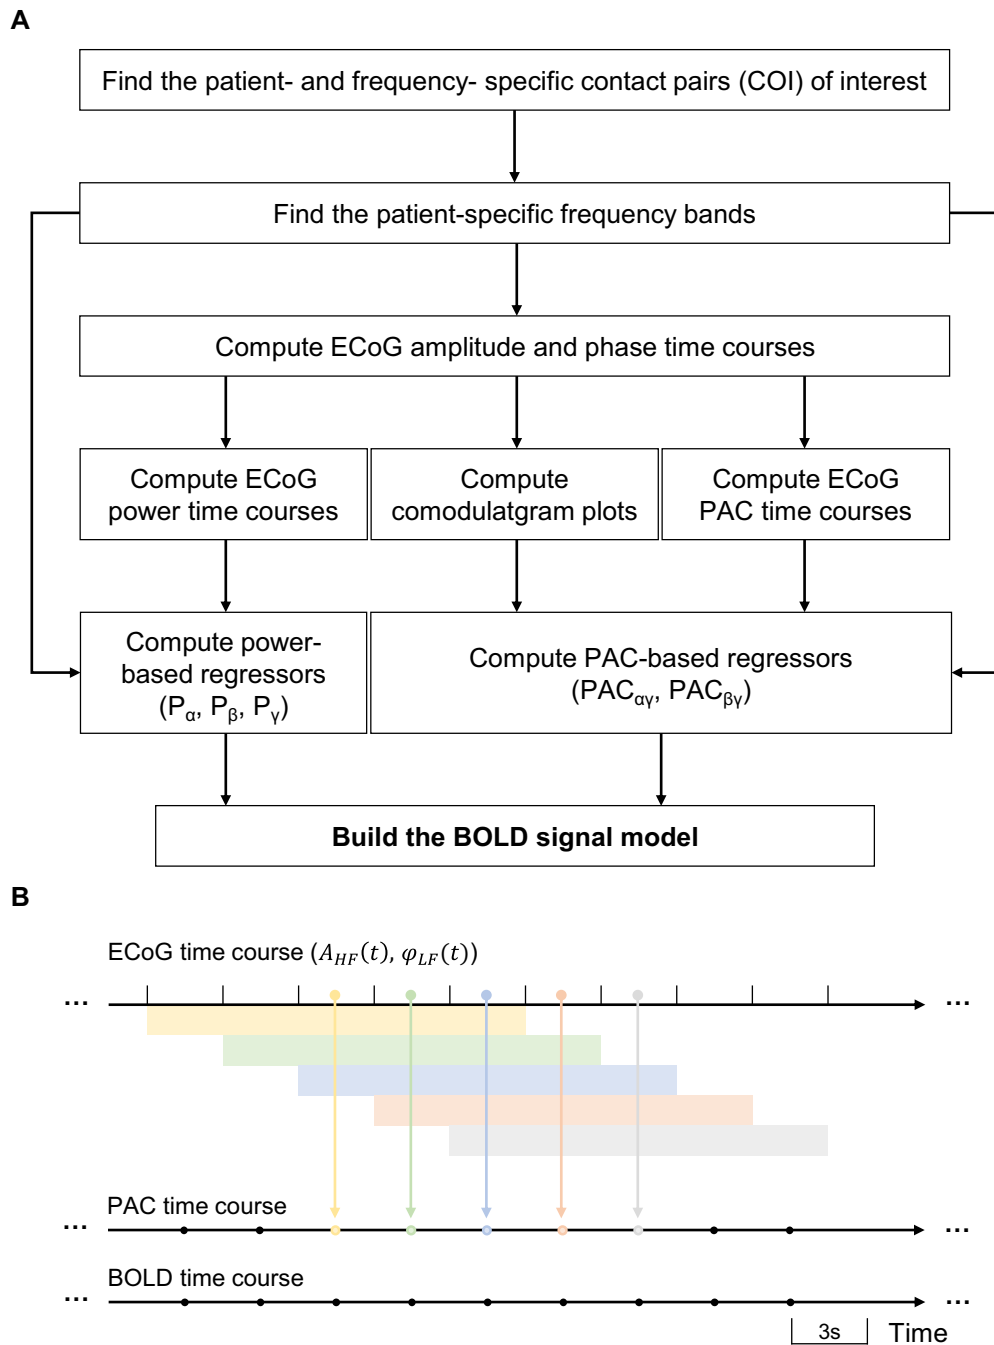 A
Find the patient- and frequency- specific contact pairs (COI) of interest
Find the patient-specific frequency bands
Compute ECoG amplitude and phase time courses
Compute ECoG
power time courses
Compute
comodulatgram plots
Compute ECoG
PAC time courses
Compute power-
based regressors
(Pα, Pβ, Pγ)
Compute PAC-based regressors
(PACαγ, PACβγ)
Build the BOLD signal model
B
ECoG time course (A_HF(t), φ_LF(t))
... ...
PAC time course
... ...
BOLD time course
... ...
3s Time